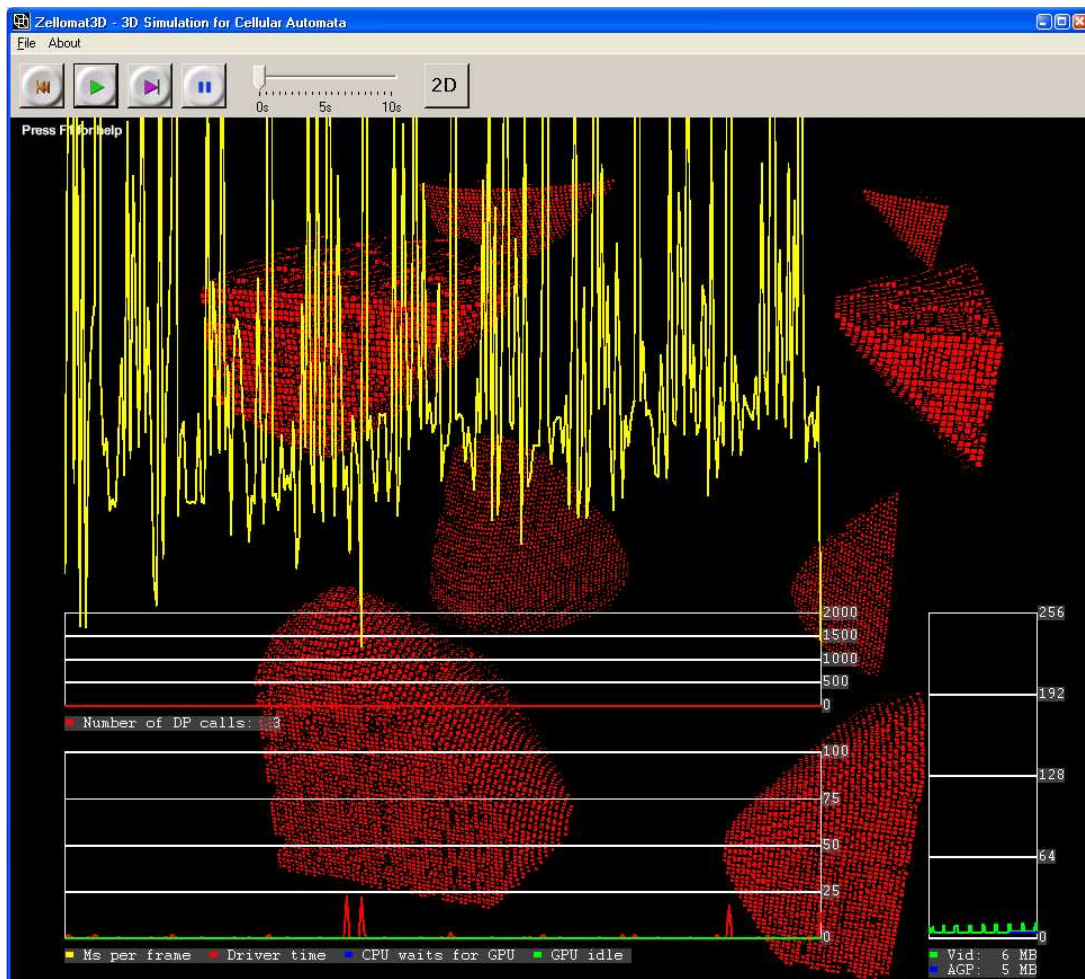 Zellomat3D - 3D Simulation for Cellular Automata
File About
2D
0s 5s 10s
Press F1 for help
2000
1500
1000
500
0
Number of DP calls: 3
100
75
50
25
0
Ms per frame Driver time CPU waits for GPU GPU idle
256
192
128
64
0
Vid: 6 MB
AGP: 5 MB